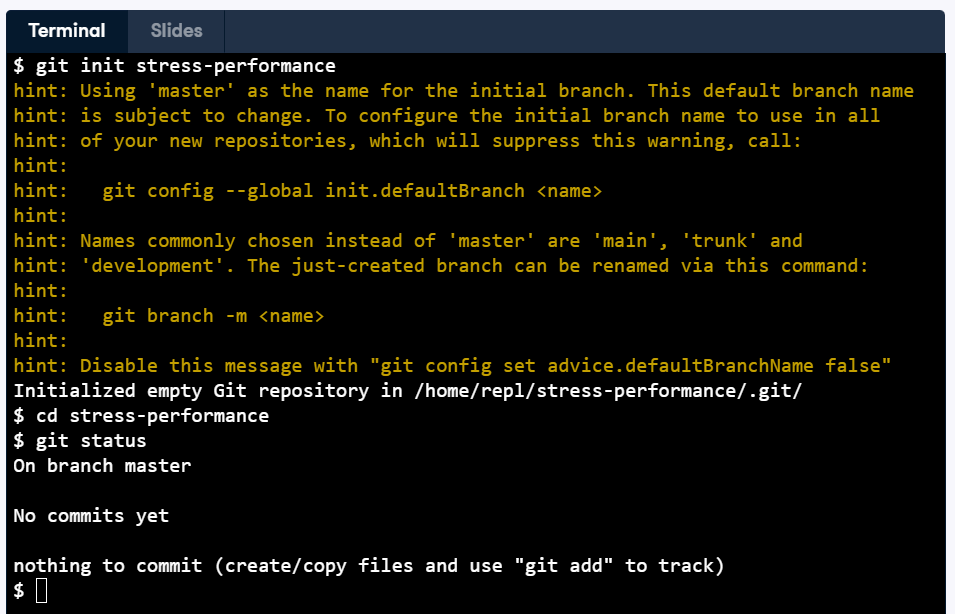 Terminal
Slides
$ git init stress-performance
hint: Using 'master' as the name for the initial branch. This default branch name
hint: is subject to change. To configure the initial branch name to use in all
hint: of your new repositories, which will suppress this warning, call:
hint:
hint:   git config --global init.defaultBranch <name>
hint:
hint: Names commonly chosen instead of 'master' are 'main', 'trunk' and
hint: 'development'. The just-created branch can be renamed via this command:
hint:
hint:   git branch -m <name>
hint:
hint: Disable this message with "git config set advice.defaultBranchName false"
Initialized empty Git repository in /home/repl/stress-performance/.git/
$ cd stress-performance
$ git status
On branch master

No commits yet

nothing to commit (create/copy files and use "git add" to track)
$